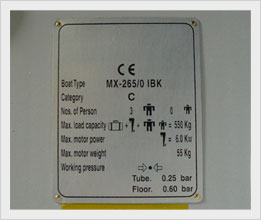 CE
Boat Type MX-265/0 IBK
Category C
Nos. of Person 3 0
Max. load capacity + + = 550 Kg
Max. motor power = 6.0 Kw
Max. motor weight 55 Kg
Working pressure
Tube. 0.25 bar
Floor. 0.60 bar